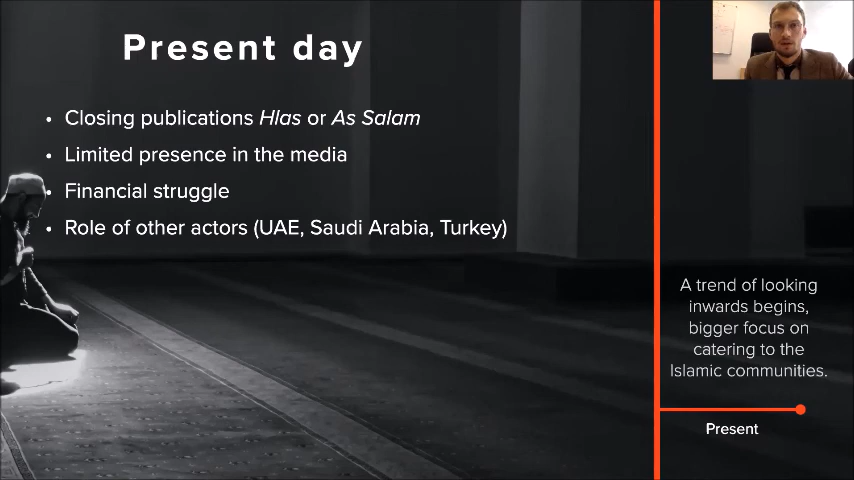 Present day
• Closing publications Hlas or As Salam
• Limited presence in the media
• Financial struggle
• Role of other actors (UAE, Saudi Arabia, Turkey)
A trend of looking
inwards begins,
bigger focus on
catering to the
Islamic communities.
Present